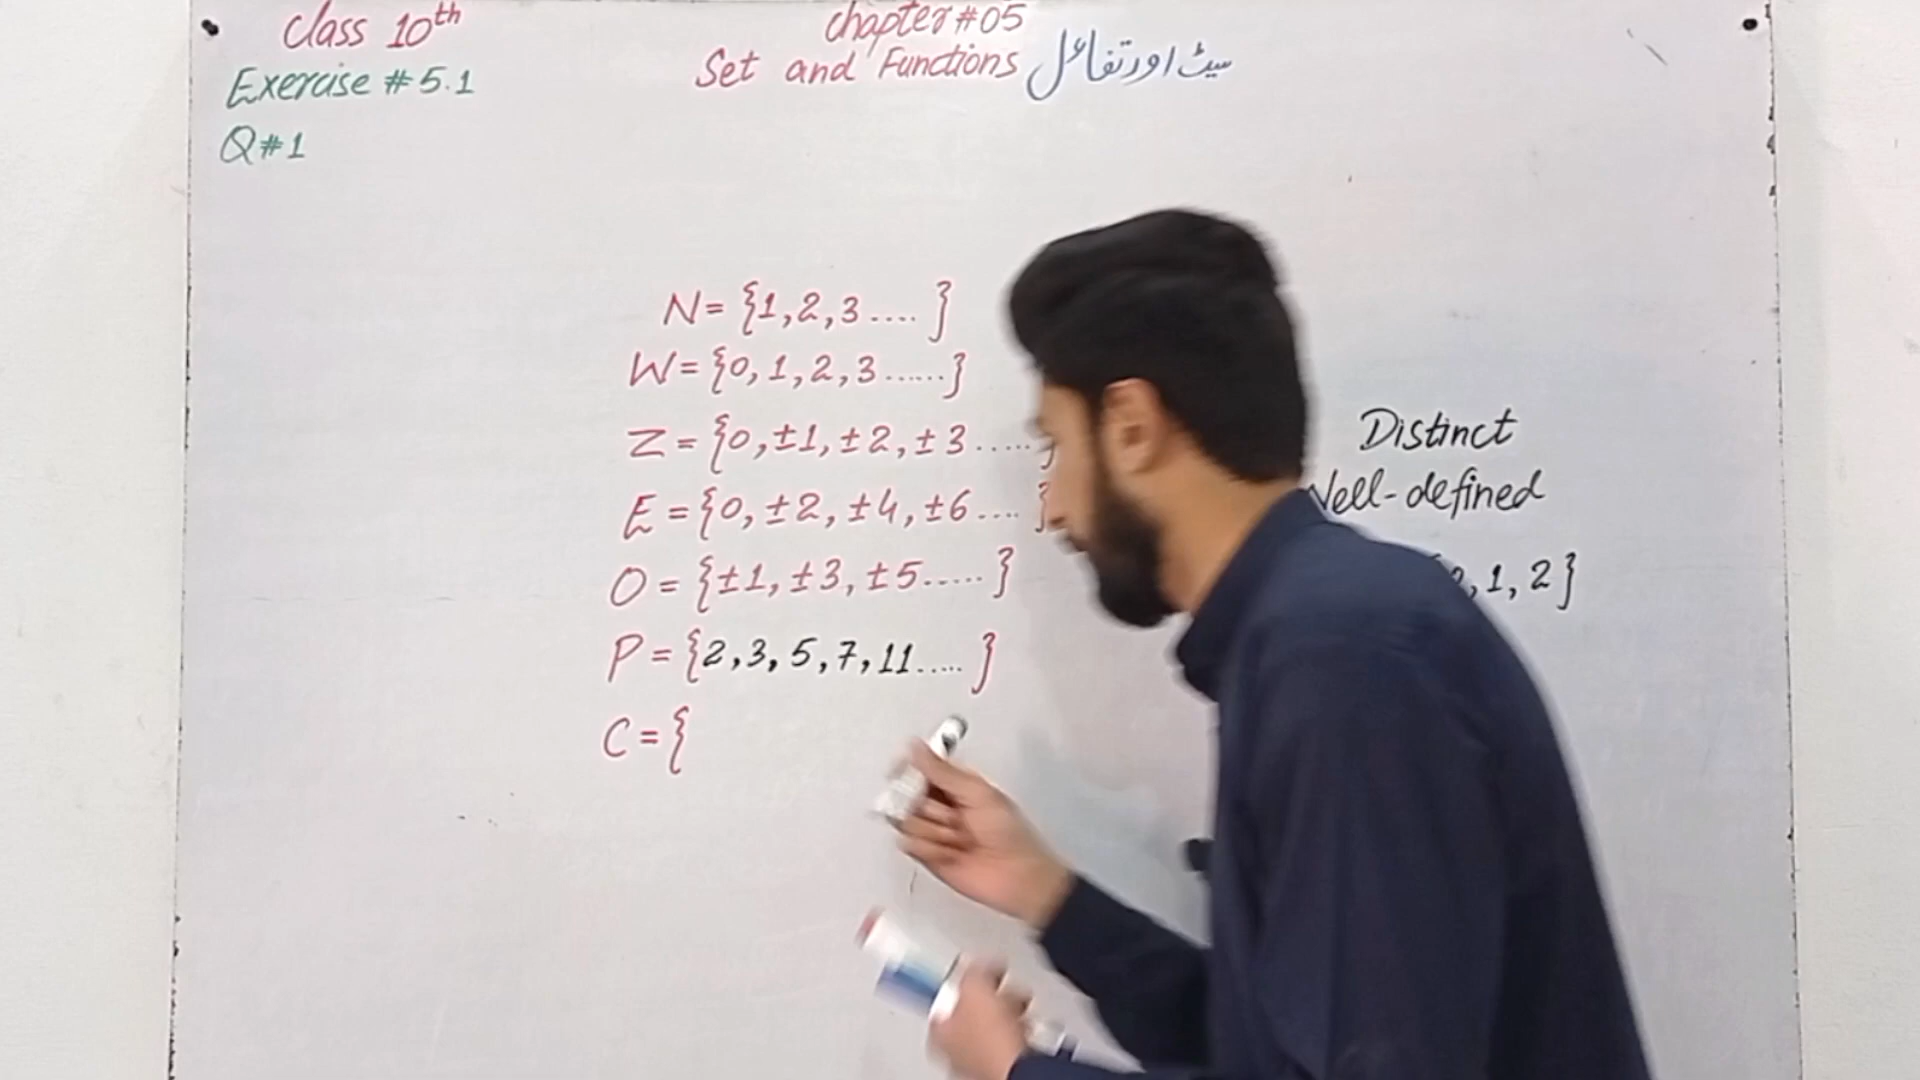 Class 10th
Exercise # 5.1
Q # 1
Chapter # 05
Set and Functions سیٹ اور تفاعل
N = {1, 2, 3 .... }
W = {0, 1, 2, 3 ......}
Z = {0, ±1, ±2, ±3 ..... }
E = {0, ±2, ±4, ±6 .... }
O = {±1, ±3, ±5 ..... }
P = {2, 3, 5, 7, 11 ..... }
C = {
Distinct
Well-defined
, 1, 2}